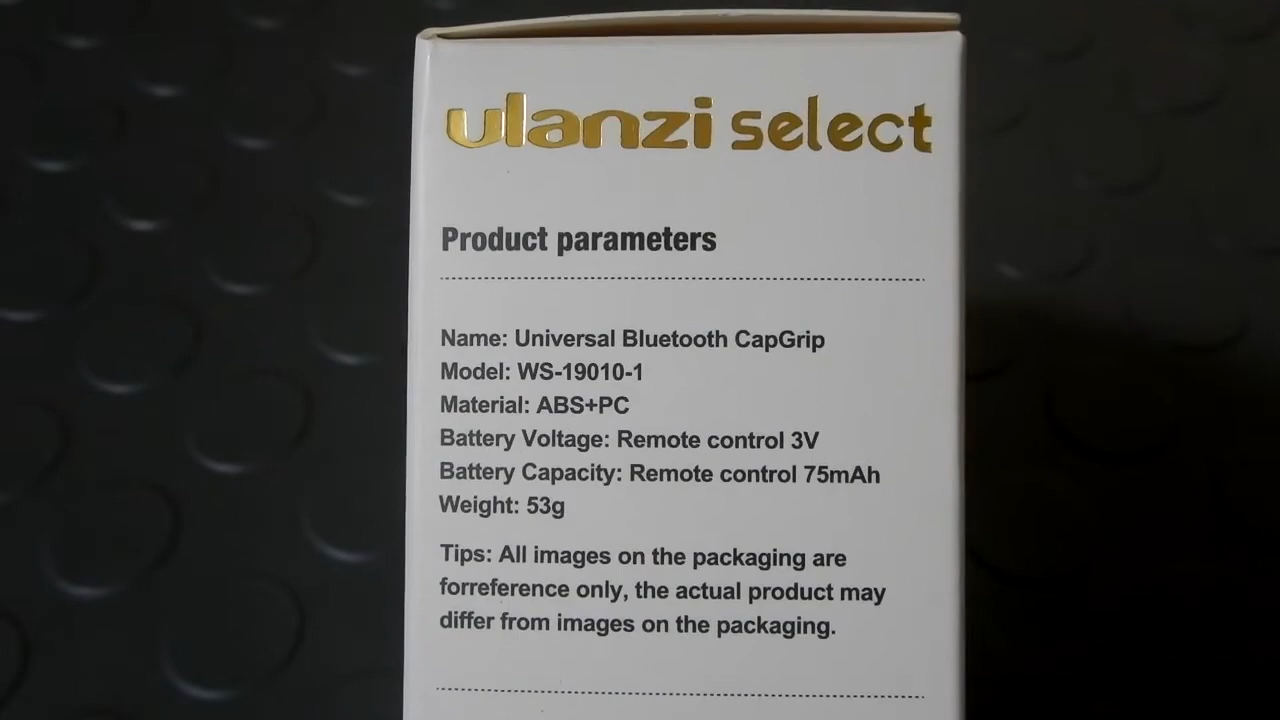 ulanzi select
Product parameters
Name: Universal Bluetooth CapGrip
Model: WS-19010-1
Material: ABS+PC
Battery Voltage: Remote control 3V
Battery Capacity: Remote control 75mAh
Weight: 53g
Tips: All images on the packaging are
forreference only, the actual product may
differ from images on the packaging.